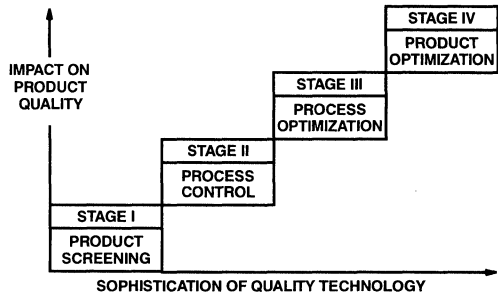 STAGE IV
PRODUCT
OPTIMIZATION
IMPACT ON
PRODUCT
QUALITY
STAGE III
PROCESS
OPTIMIZATION
STAGE II
PROCESS
CONTROL
STAGE I
PRODUCT
SCREENING
SOPHISTICATION OF QUALITY TECHNOLOGY